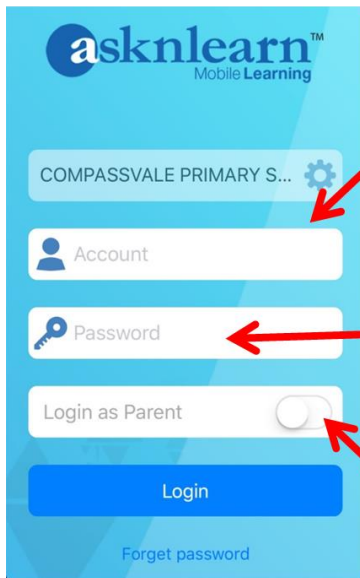 asknlearn™
Mobile Learning
COMPASSVALE PRIMARY S...
Account
Password
Login as Parent
Login
Forget password